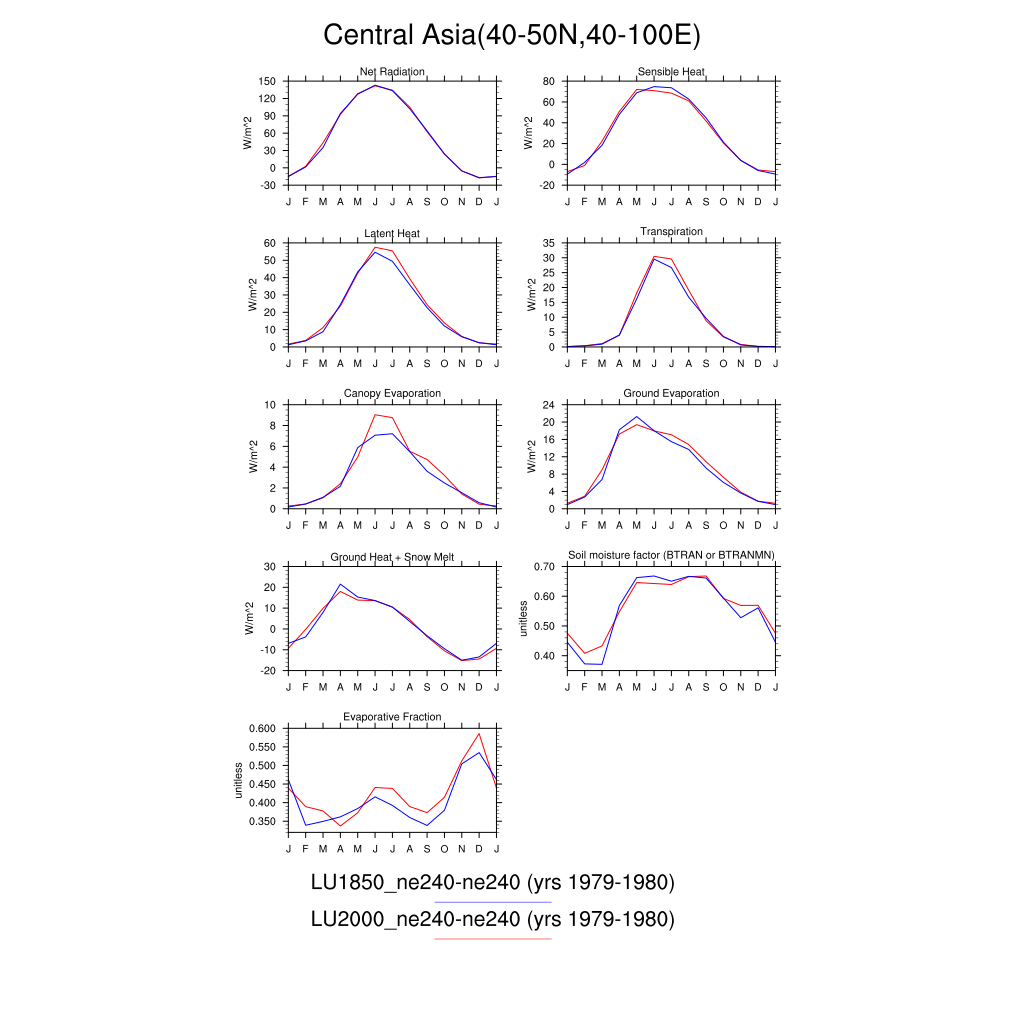 Central Asia(40-50N,40-100E)
Net Radiation
W/m^2
150
120
90
60
30
0
-30
J F M A M J J A S O N D J
Sensible Heat
W/m^2
80
60
40
20
0
-20
J F M A M J J A S O N D J
Latent Heat
W/m^2
60
50
40
30
20
10
0
J F M A M J J A S O N D J
Transpiration
W/m^2
35
30
25
20
15
10
5
0
J F M A M J J A S O N D J
Canopy Evaporation
W/m^2
10
8
6
4
2
0
J F M A M J J A S O N D J
Ground Evaporation
W/m^2
24
20
16
12
8
4
0
J F M A M J J A S O N D J
Ground Heat + Snow Melt
W/m^2
30
20
10
0
-10
-20
J F M A M J J A S O N D J
Soil moisture factor (BTRAN or BTRANMN)
unitless
0.70
0.60
0.50
0.40
J F M A M J J A S O N D J
Evaporative Fraction
unitless
0.600
0.550
0.500
0.450
0.400
0.350
J F M A M J J A S O N D J
LU1850_ne240-ne240 (yrs 1979-1980)
LU2000_ne240-ne240 (yrs 1979-1980)